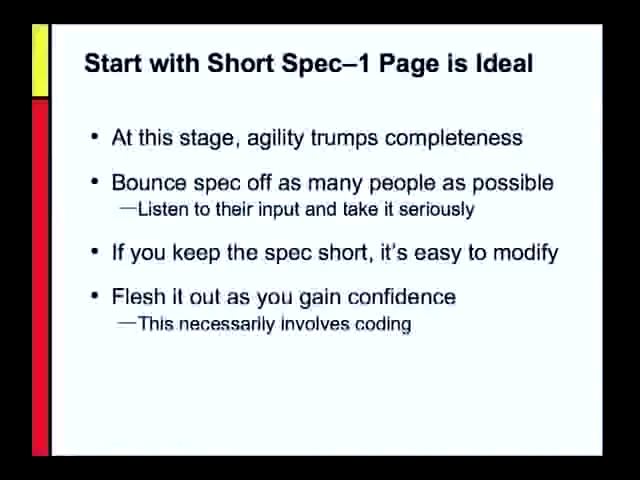 Start with Short Spec–1 Page is Ideal
• At this stage, agility trumps completeness
• Bounce spec off as many people as possible
—Listen to their input and take it seriously
• If you keep the spec short, it's easy to modify
• Flesh it out as you gain confidence
—This necessarily involves coding